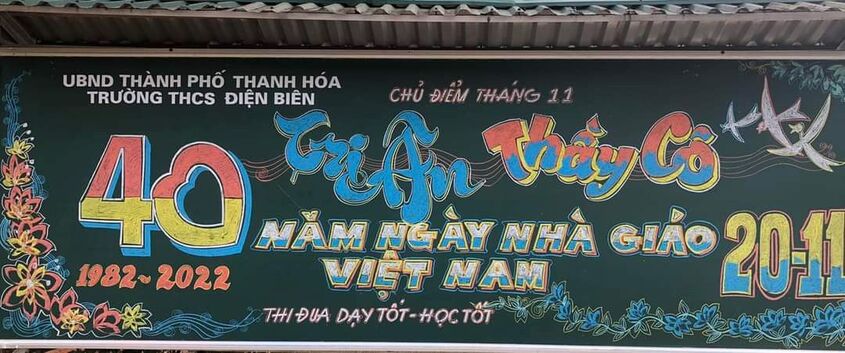 UBND THÀNH PHỐ THANH HÓA
TRƯỜNG THCS ĐIỆN BIÊN
CHỦ ĐIỂM THÁNG 11
Tri Ân Thầy Cô
40 NĂM NGÀY NHÀ GIÁO 20-11
VIỆT NAM
1982~2022
THI ĐUA DẠY TỐT-HỌC TỐT